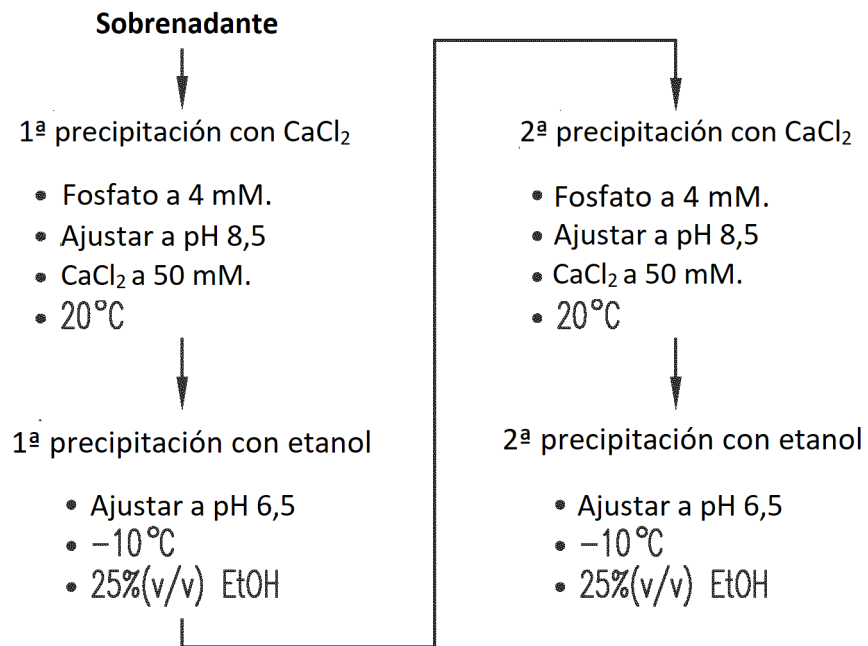 Sobrenadante
1ª precipitación con CaCl₂
• Fosfato a 4 mM.
• Ajustar a pH 8,5
• CaCl₂ a 50 mM.
• 20°C
1ª precipitación con etanol
• Ajustar a pH 6,5
• −10°C
• 25%(v/v) EtOH
2ª precipitación con CaCl₂
• Fosfato a 4 mM.
• Ajustar a pH 8,5
• CaCl₂ a 50 mM.
• 20°C
2ª precipitación con etanol
• Ajustar a pH 6,5
• −10°C
• 25%(v/v) EtOH